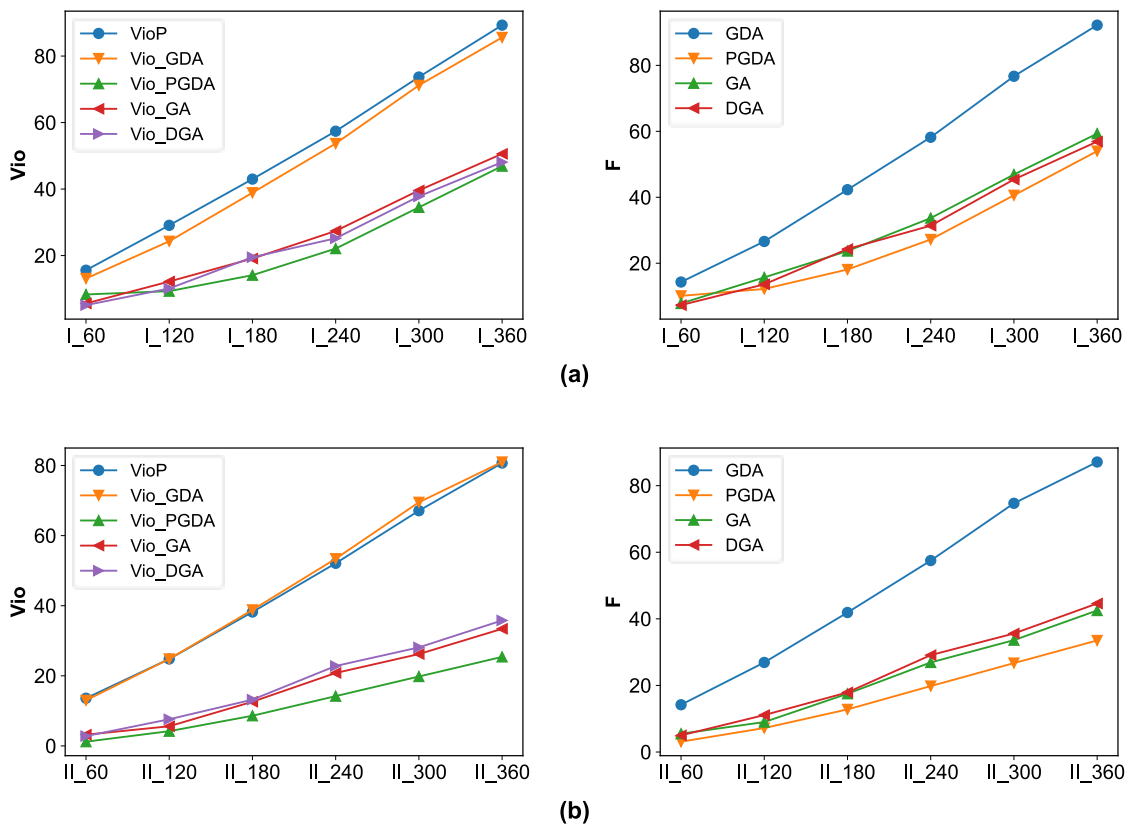 VioP
Vio_GDA
Vio_PGDA
Vio_GA
Vio_DGA
Vio
80
60
40
20
I_60 I_120 I_180 I_240 I_300 I_360
GDA
PGDA
GA
DGA
F
80
60
40
20
I_60 I_120 I_180 I_240 I_300 I_360
(a)
VioP
Vio_GDA
Vio_PGDA
Vio_GA
Vio_DGA
Vio
80
60
40
20
0
II_60 II_120 II_180 II_240 II_300 II_360
GDA
PGDA
GA
DGA
F
80
60
40
20
0
II_60 II_120 II_180 II_240 II_300 II_360
(b)